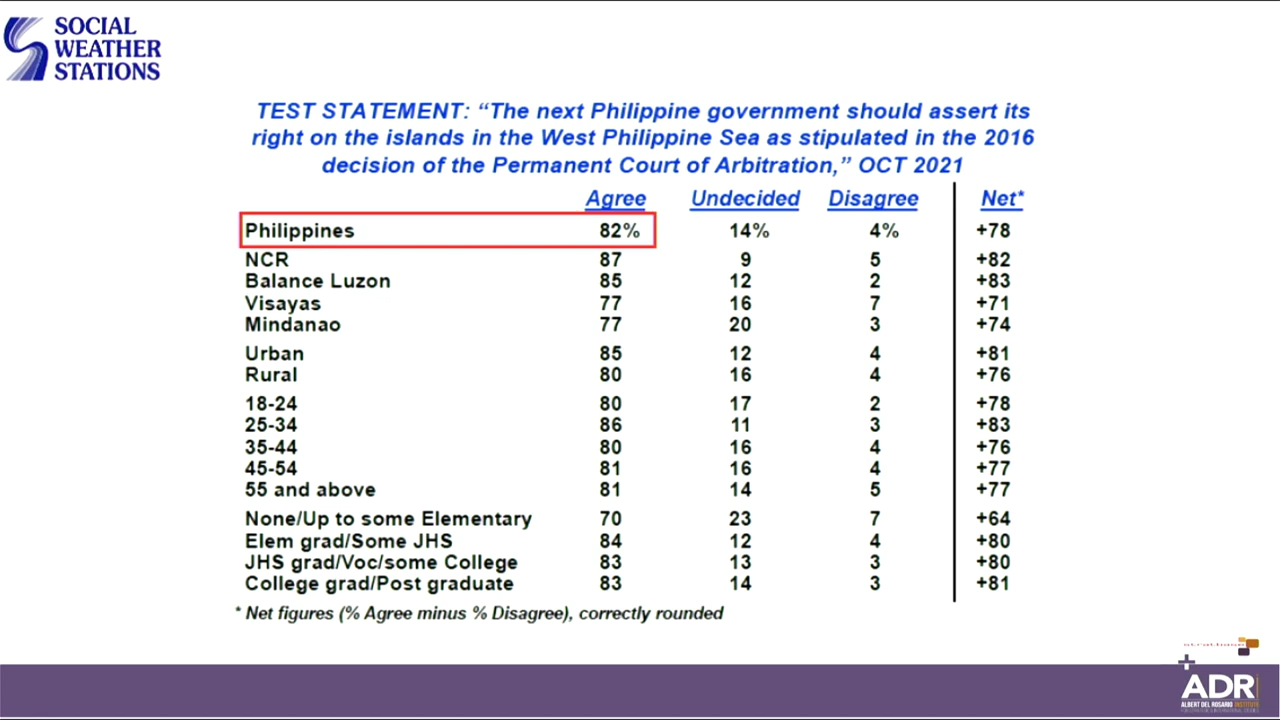 SOCIAL
WEATHER
STATIONS
TEST STATEMENT: “The next Philippine government should assert its
right on the islands in the West Philippine Sea as stipulated in the 2016
decision of the Permanent Court of Arbitration,” OCT 2021
Agree Undecided Disagree Net*
Philippines 82% 14% 4% +78
NCR 87 9 5 +82
Balance Luzon 85 12 2 +83
Visayas 77 16 7 +71
Mindanao 77 20 3 +74
Urban 85 12 4 +81
Rural 80 16 4 +76
18-24 80 17 2 +78
25-34 86 11 3 +83
35-44 80 16 4 +76
45-54 81 16 4 +77
55 and above 81 14 5 +77
None/Up to some Elementary 70 23 7 +64
Elem grad/Some JHS 84 12 4 +80
JHS grad/Voc/some College 83 13 3 +80
College grad/Post graduate 83 14 3 +81
* Net figures (% Agree minus % Disagree), correctly rounded
ADR
ALBERT DEL ROSARIO INSTITUTE